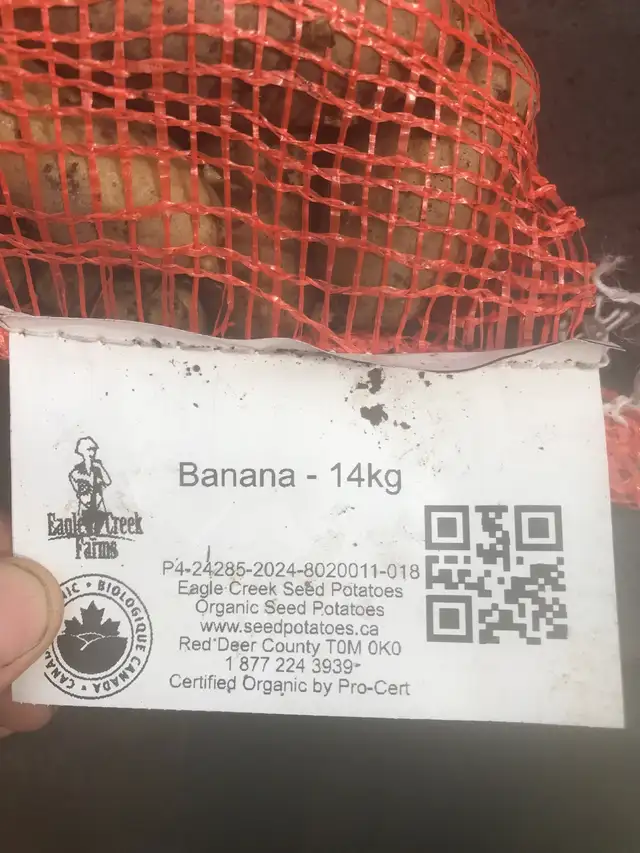 Banana - 14kg
Eagle Creek
Farms
P4-24285-2024-8020011-018
Eagle Creek Seed Potatoes
Organic Seed Potatoes
www.seedpotatoes.ca
Red Deer County T0M 0K0
1 877 224 3939
Certified Organic by Pro-Cert
BIOLOGIQUE CANADA